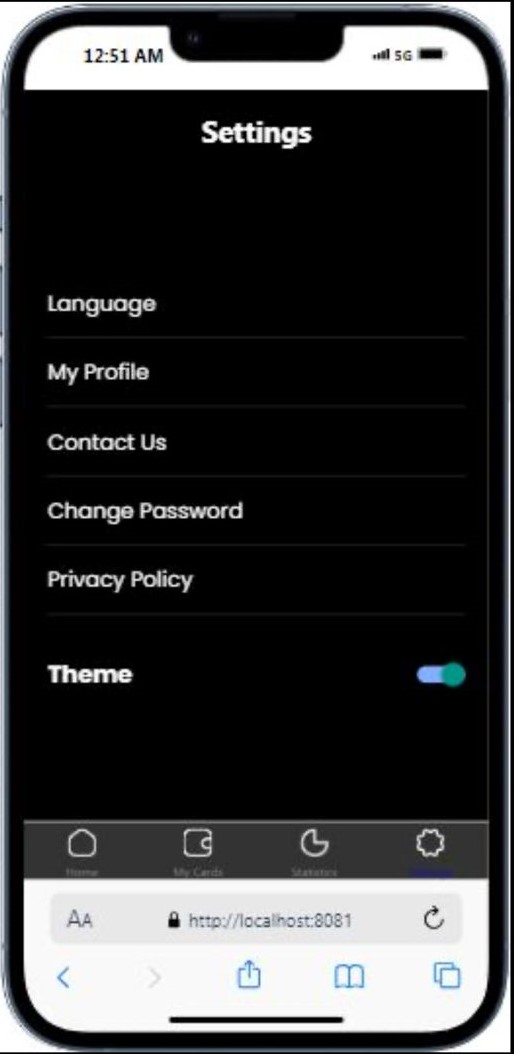 12:51 AM 5G
Settings
Language
My Profile
Contact Us
Change Password
Privacy Policy
Theme
Home My Cards Statistics
AA http://localhost:8081